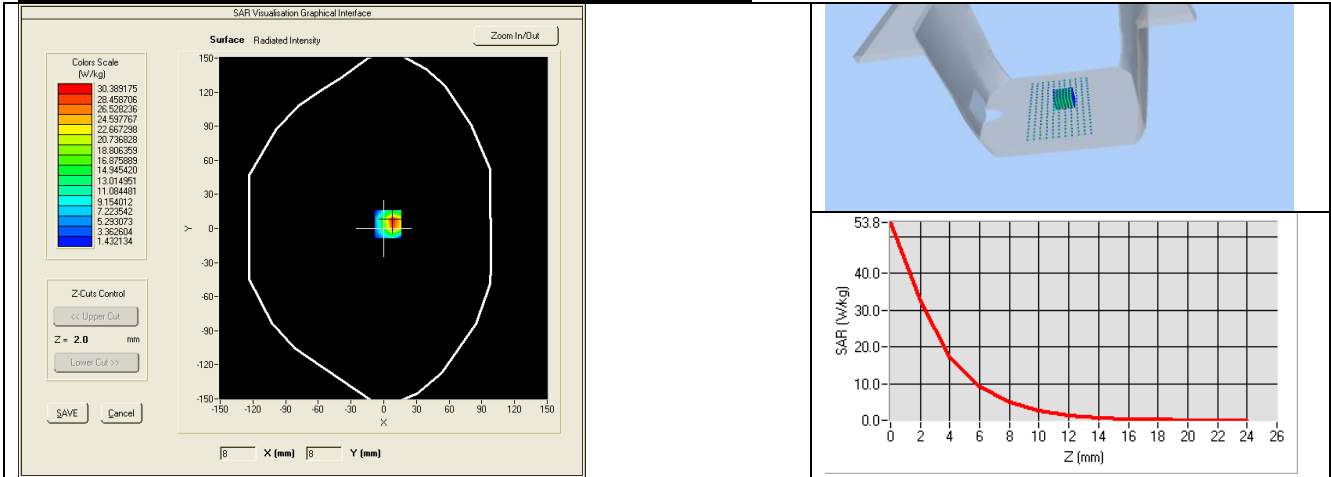 SAR Visualisation Graphical Interface
Surface Radiated Intensity
Zoom In/Out
Colors Scale
(W/kg)
30.389175
28.458706
26.528236
24.597767
22.667298
20.736828
18.806359
16.875889
14.945420
13.014951
11.084481
9.154012
7.223542
5.293073
3.362604
1.432134
Z-Cuts Control
<< Upper Cut
Z = 2.0 mm
Lower Cut >>
SAVE Cancel
150
120
90
60
30
Y 0
-30
-60
-90
-120
-150
-150 -120 -90 -60 -30 0 30 60 90 120 150
X
8 X (mm) 8 Y (mm)
53.8
40.0
30.0
20.0
10.0
0.0
SAR (W/kg)
0 2 4 6 8 10 12 14 16 18 20 22 24 26
Z (mm)